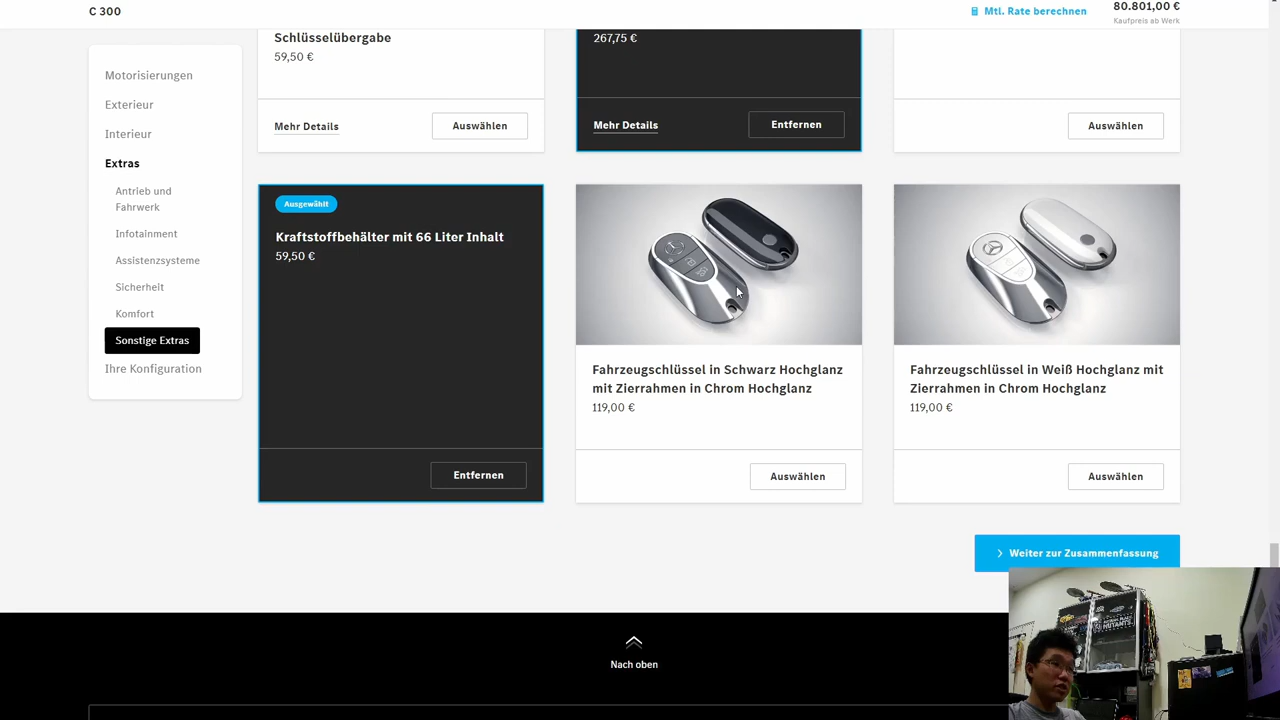 C 300
Mtl. Rate berechnen
80.801,00 €
Kaufpreis ab Werk
Motorisierungen
Exterieur
Interieur
Extras
Antrieb und
Fahrwerk
Infotainment
Assistenzsysteme
Sicherheit
Komfort
Sonstige Extras
Ihre Konfiguration
Schlüsselübergabe
59,50 €
Mehr Details
Auswählen
267,75 €
Mehr Details
Entfernen
Auswählen
Ausgewählt
Kraftstoffbehälter mit 66 Liter Inhalt
59,50 €
Entfernen
Fahrzeugschlüssel in Schwarz Hochglanz
mit Zierrahmen in Chrom Hochglanz
119,00 €
Auswählen
Fahrzeugschlüssel in Weiß Hochglanz mit
Zierrahmen in Chrom Hochglanz
119,00 €
Auswählen
Weiter zur Zusammenfassung
Nach oben